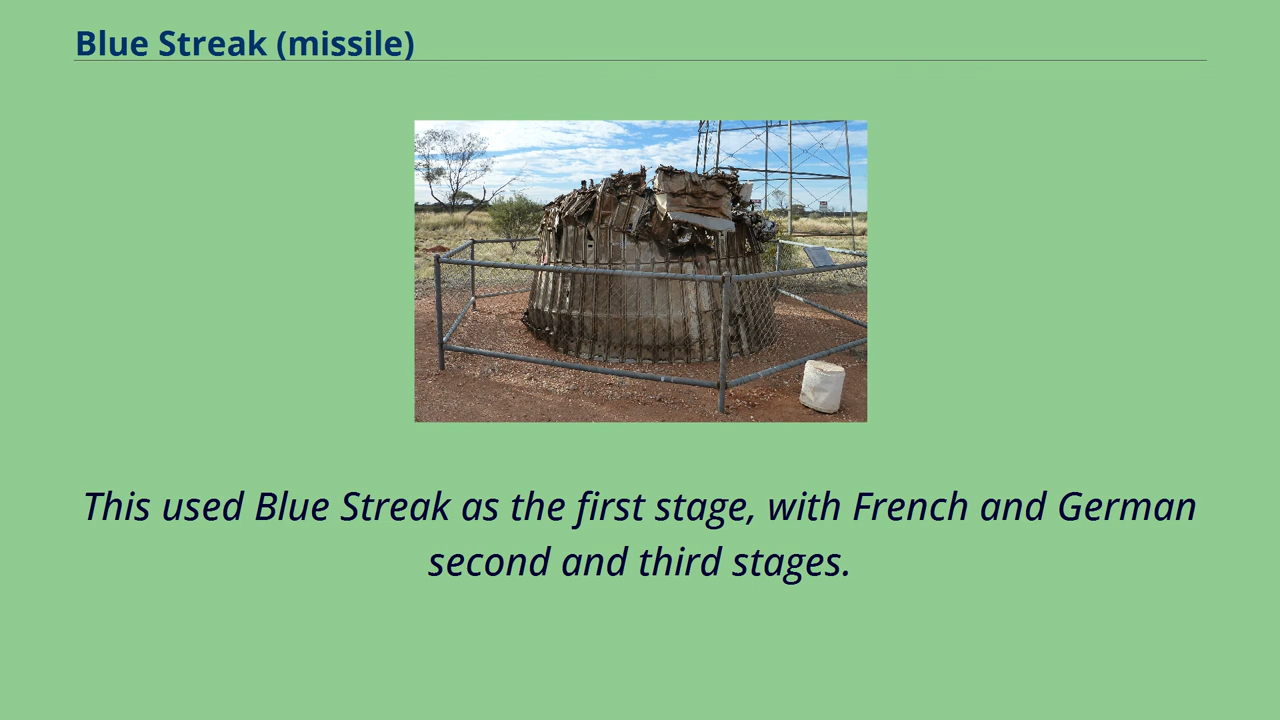 Blue Streak (missile)
This used Blue Streak as the first stage, with French and German
second and third stages.